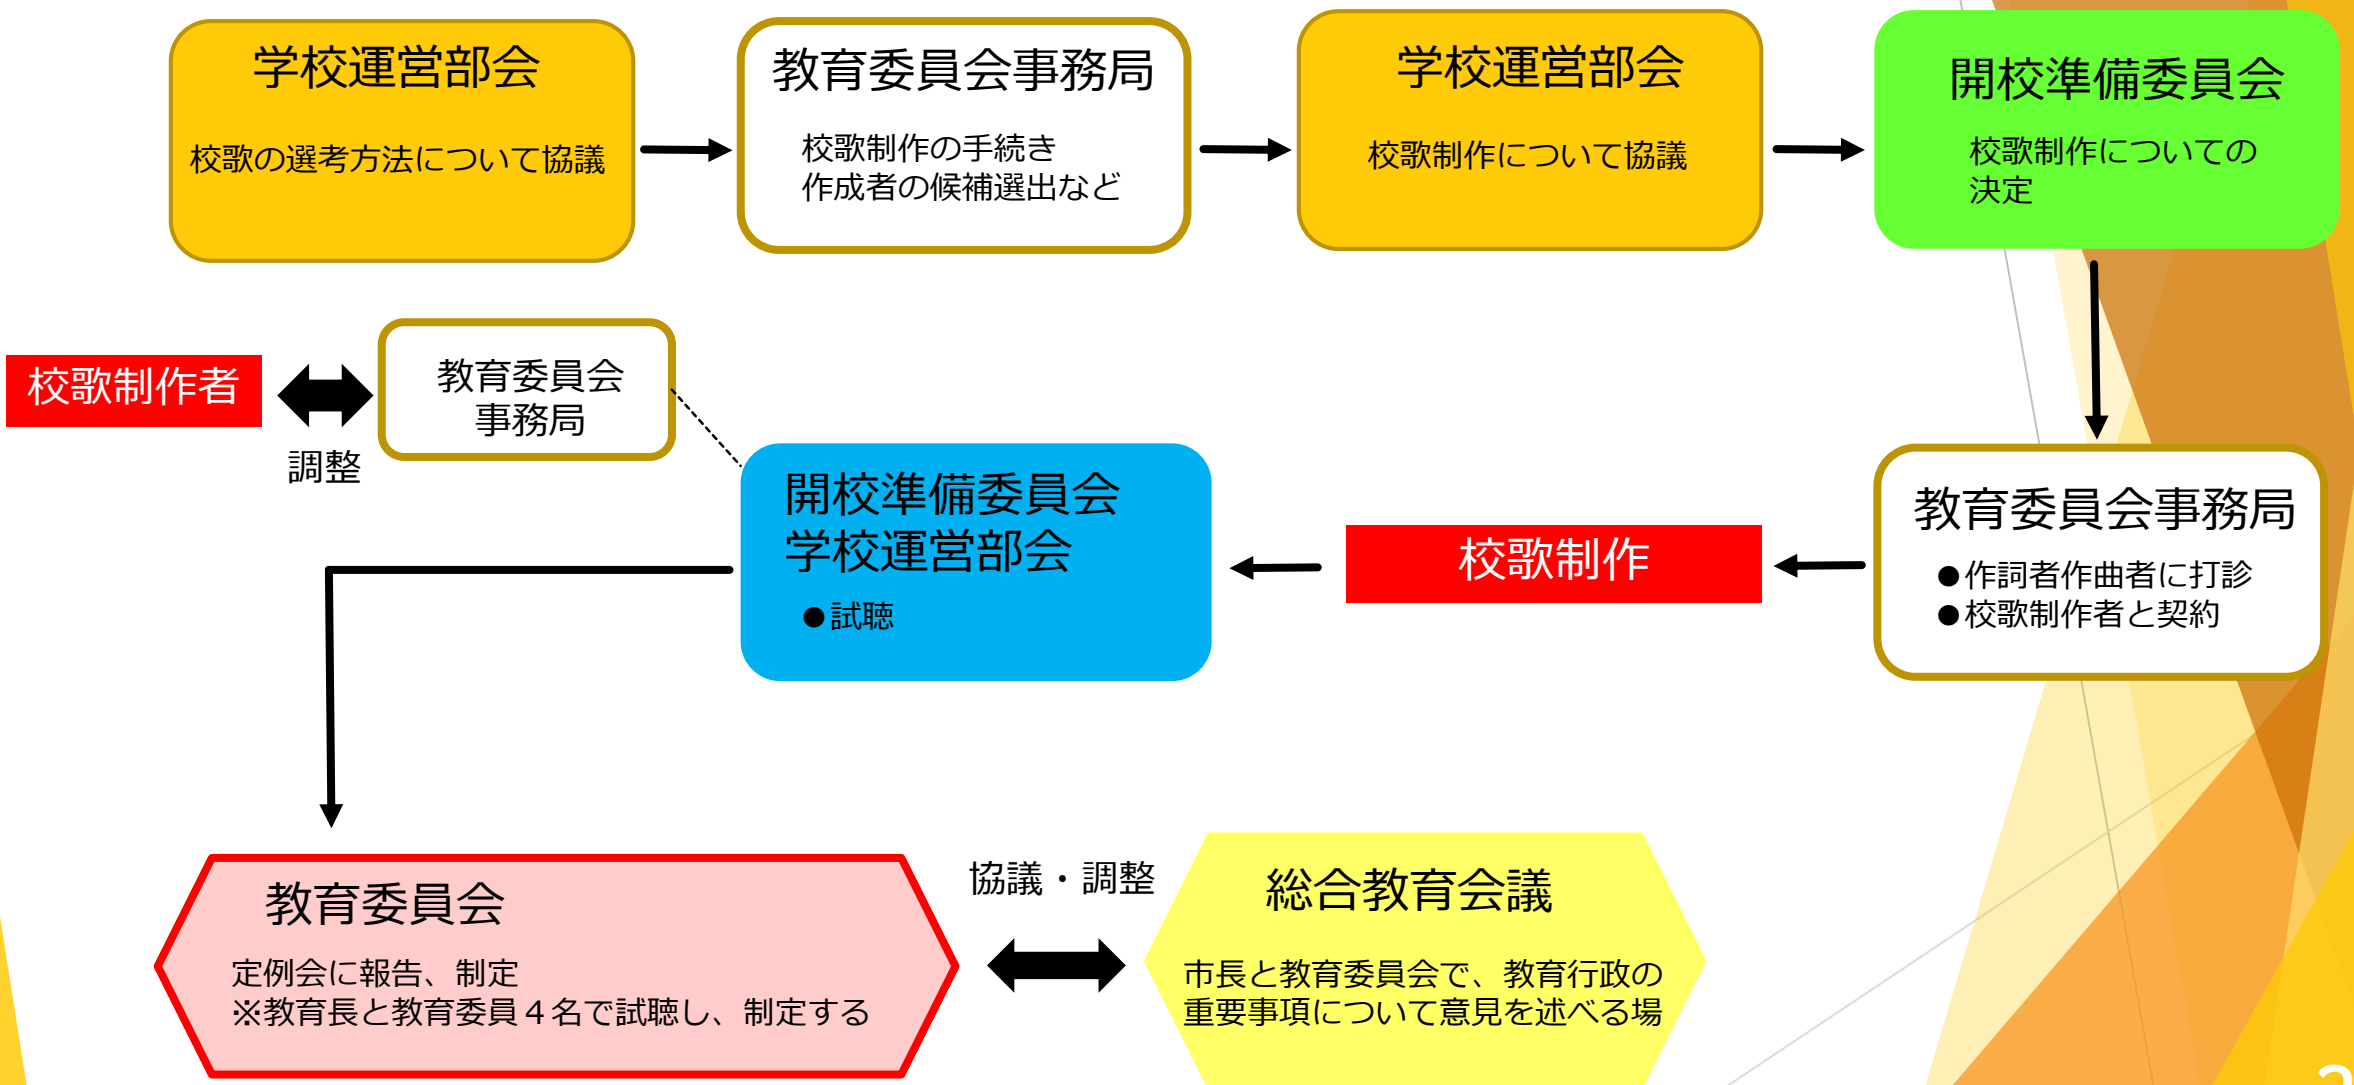 学校運営部会
校歌の選考方法について協議
教育委員会事務局
校歌制作の手続き
作成者の候補選出など
学校運営部会
校歌制作について協議
開校準備委員会
校歌制作についての
決定
校歌制作者
調整
教育委員会
事務局
開校準備委員会
学校運営部会
●試聴
校歌制作
教育委員会事務局
●作詞者作曲者に打診
●校歌制作者と契約
教育委員会
定例会に報告、制定
※教育長と教育委員４名で試聴し、制定する
協議・調整
総合教育会議
市長と教育委員会で、教育行政の
重要事項について意見を述べる場